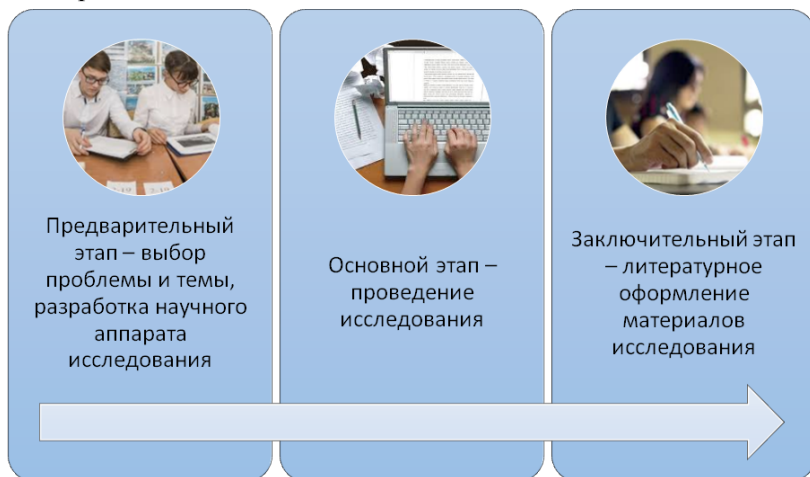 Предварительный
этап – выбор
проблемы и темы,
разработка научного
аппарата
исследования
Основной этап –
проведение
исследования
Заключительный этап
– литературное
оформление
материалов
исследования